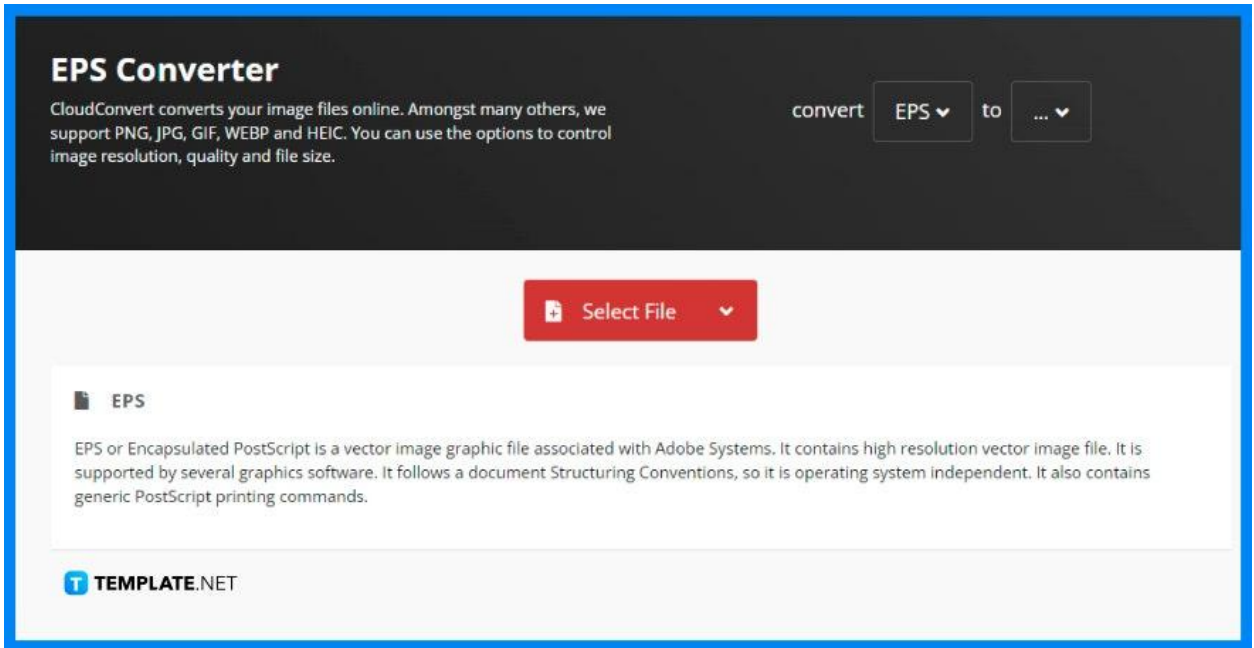 EPS Converter
CloudConvert converts your image files online. Amongst many others, we
support PNG, JPG, GIF, WEBP and HEIC. You can use the options to control
image resolution, quality and file size.
convert EPS to ...
Select File
EPS
EPS or Encapsulated PostScript is a vector image graphic file associated with Adobe Systems. It contains high resolution vector image file. It is
supported by several graphics software. It follows a document Structuring Conventions, so it is operating system independent. It also contains
generic PostScript printing commands.
T TEMPLATE.NET